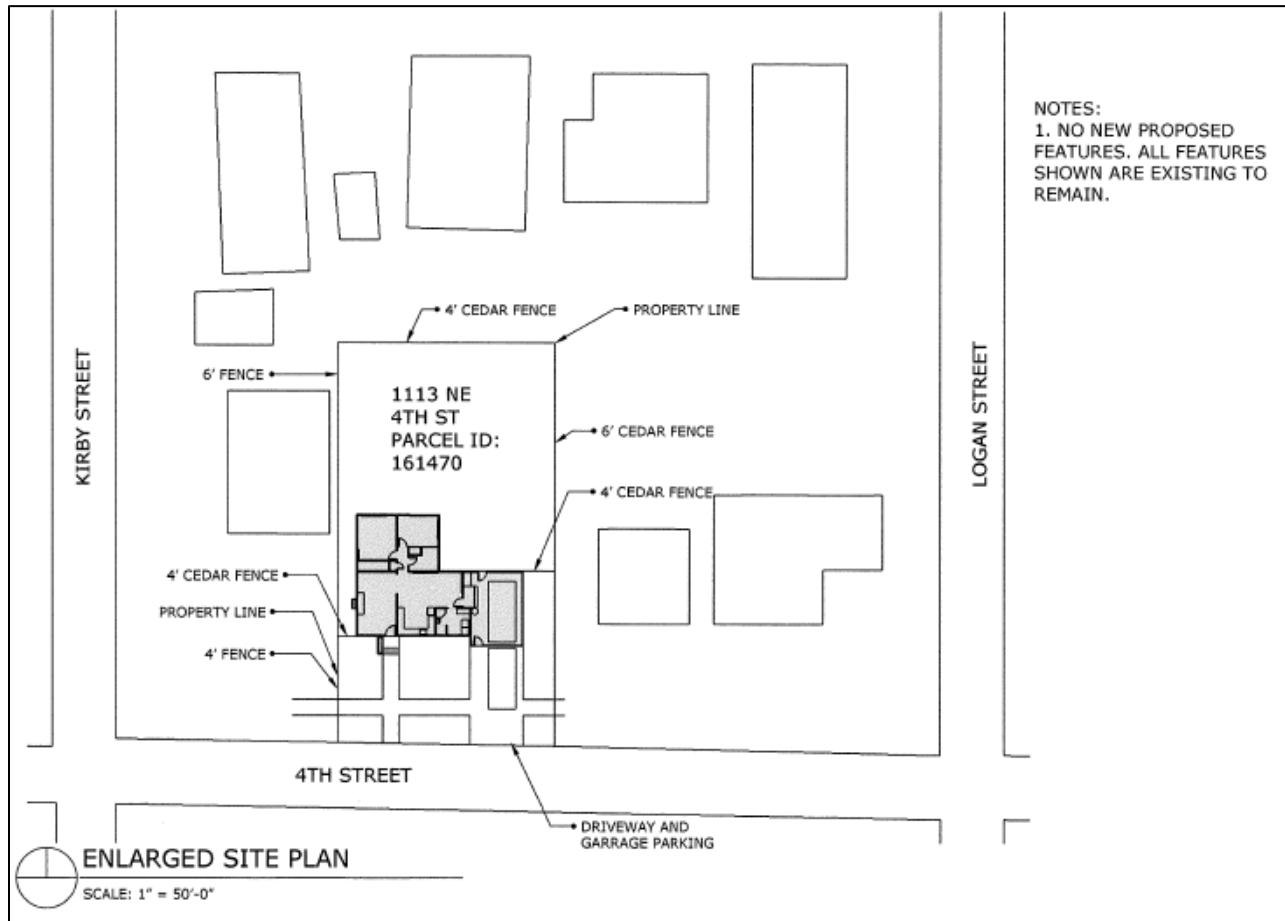 NOTES:
1. NO NEW PROPOSED
FEATURES. ALL FEATURES
SHOWN ARE EXISTING TO
REMAIN.
4' CEDAR FENCE
PROPERTY LINE
6' FENCE
1113 NE
4TH ST
PARCEL ID:
161470
KIRBY STREET
LOGAN STREET
6' CEDAR FENCE
4' CEDAR FENCE
4' CEDAR FENCE
PROPERTY LINE
4' FENCE
4TH STREET
DRIVEWAY AND
GARRAGE PARKING
ENLARGED SITE PLAN
SCALE: 1" = 50'-0"